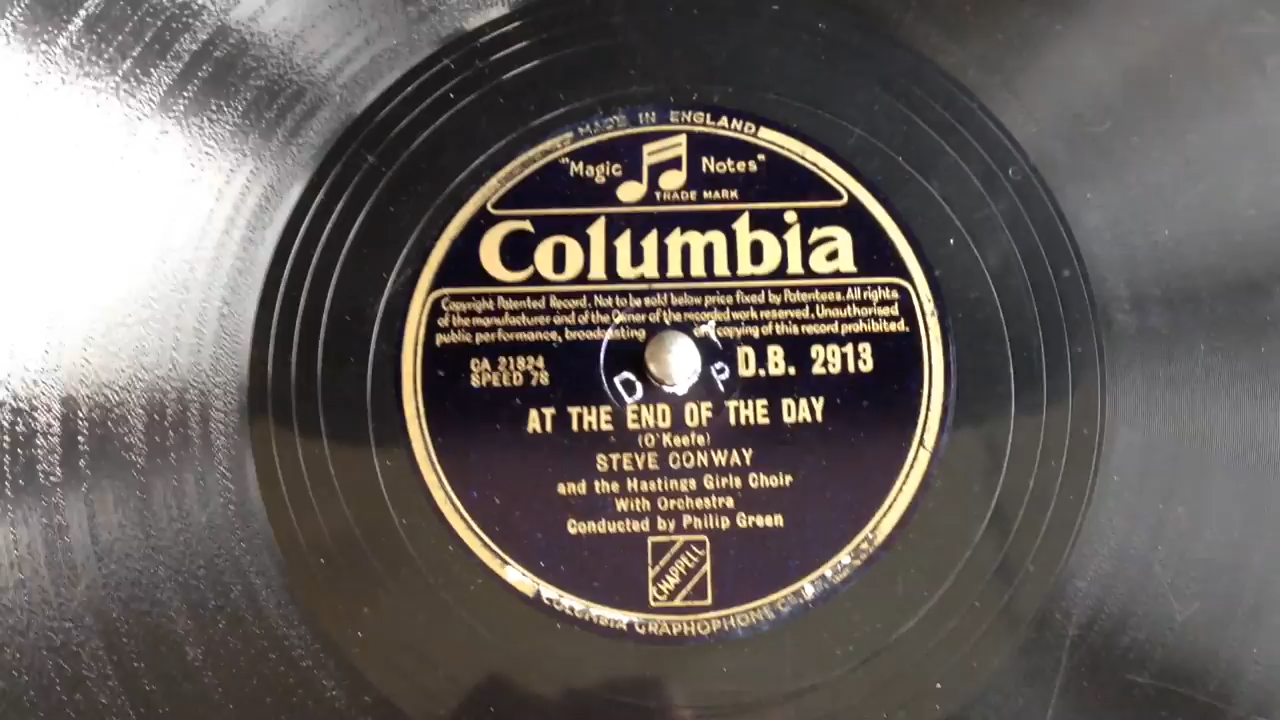 MADE IN ENGLAND
"Magic Notes"
TRADE MARK
Columbia
Copyright Patented Record. Not to be sold below price fixed by Patentees. All rights
of the manufacturer and of the Owner of the recorded work reserved. Unauthorised
public performance, broadcasting copying of this record prohibited.
CA 21824
SPEED 78
D.B. 2913
D P
AT THE END OF THE DAY
(O'Keefe)
STEVE CONWAY
and the Hastings Girls Choir
With Orchestra
Conducted by Philip Green
CHAPPELL
COLUMBIA GRAPHOPHONE CO.